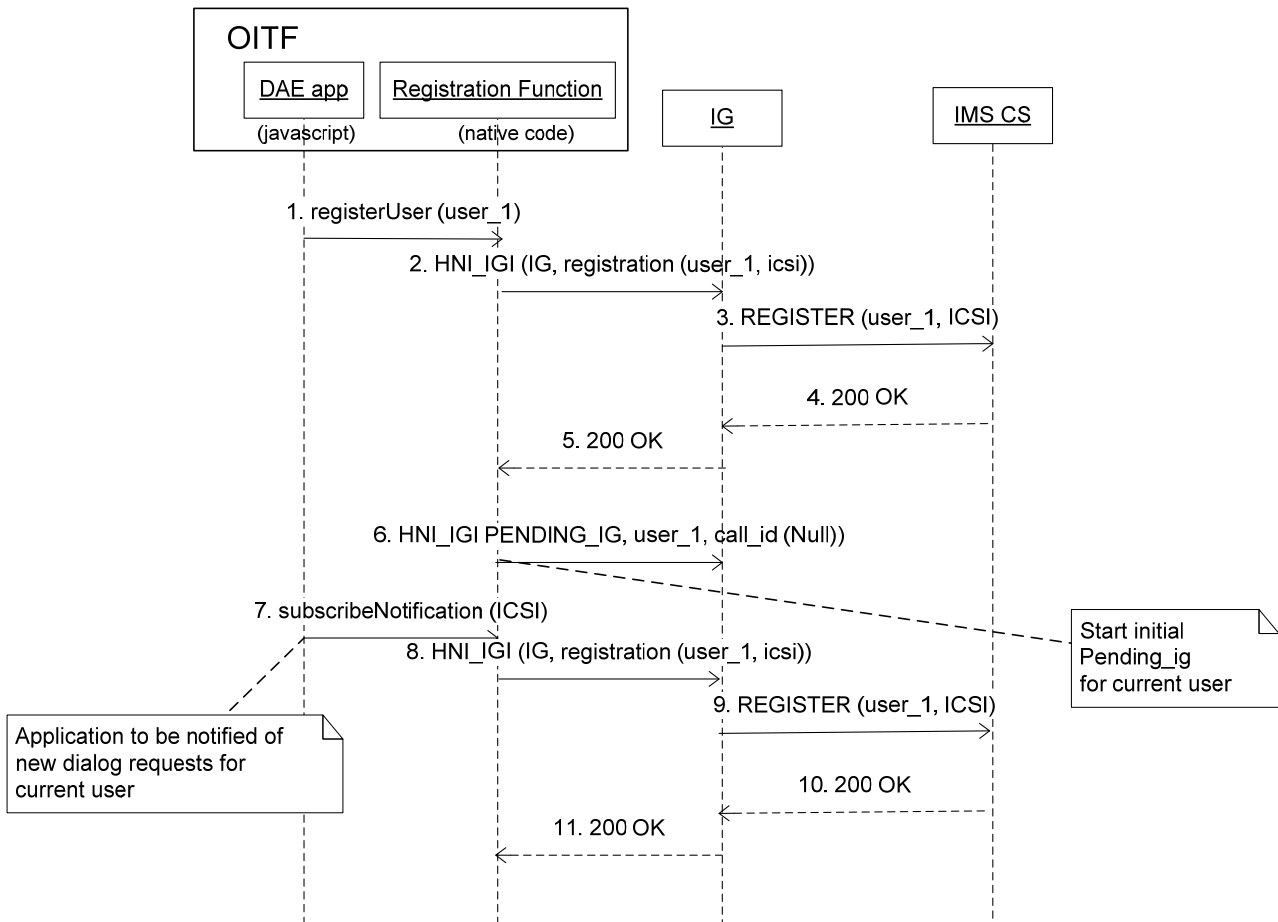 OITF
DAE app
Registration Function
(javascript)
(native code)
IG
IMS CS
1. registerUser (user_1)
2. HNI_IGI (IG, registration (user_1, icsi))
3. REGISTER (user_1, ICSI)
4. 200 OK
5. 200 OK
6. HNI_IGI PENDING_IG, user_1, call_id (Null))
7. subscribeNotification (ICSI)
8. HNI_IGI (IG, registration (user_1, icsi))
Start initial
Pending_ig
for current user
9. REGISTER (user_1, ICSI)
Application to be notified of
new dialog requests for
current user
10. 200 OK
11. 200 OK